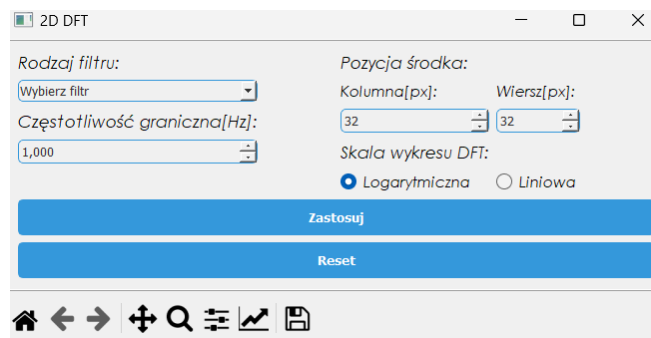 2D DFT
Rodzaj filtru:
Wybierz filtr
Częstotliwość graniczna[Hz]:
1,000
Pozycja środka:
Kolumna[px]: Wiersz[px]:
32 32
Skala wykresu DFT:
Logarytmiczna Liniowa
Zastosuj
Reset